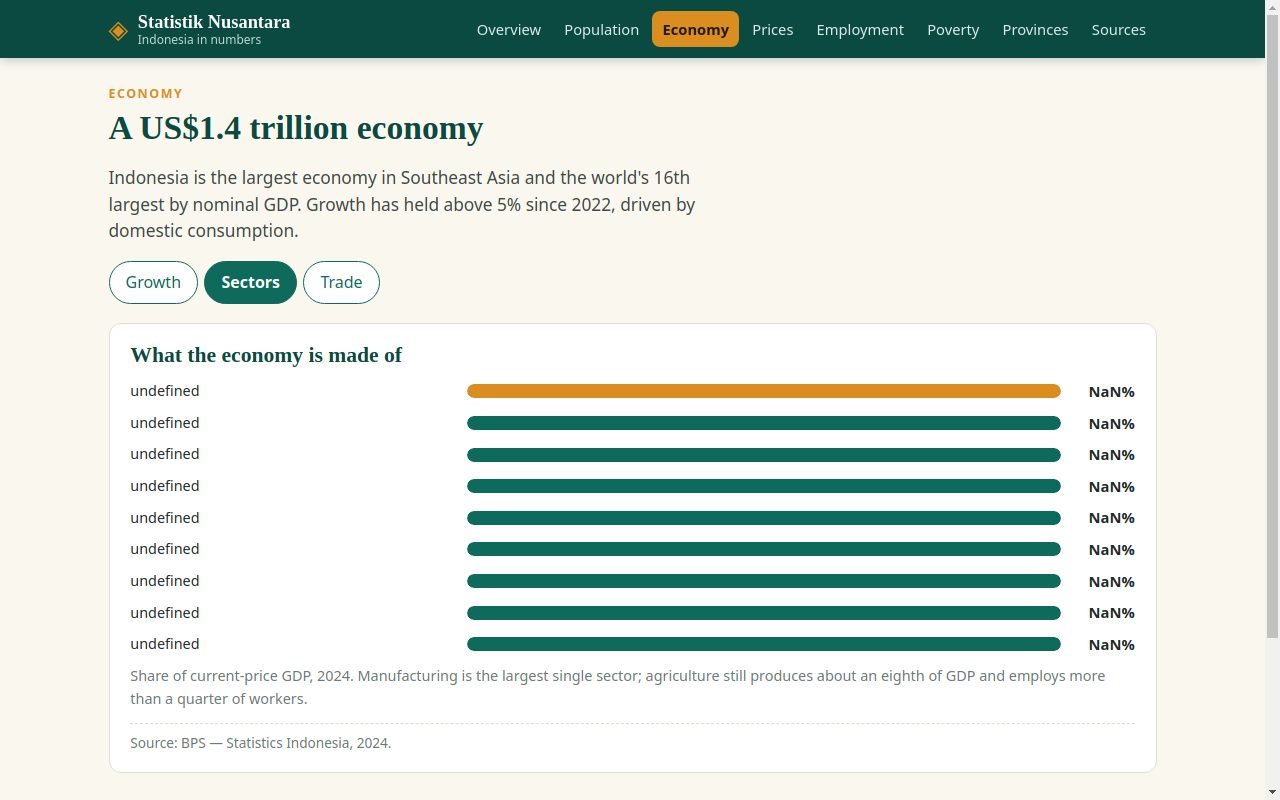 Statistik Nusantara
Indonesia in numbers
Overview
Population
Economy
Prices
Employment
Poverty
Provinces
Sources
ECONOMY
A US$1.4 trillion economy
Indonesia is the largest economy in Southeast Asia and the world's 16th
largest by nominal GDP. Growth has held above 5% since 2022, driven by
domestic consumption.
Growth
Sectors
Trade
What the economy is made of
undefined NaN%
undefined NaN%
undefined NaN%
undefined NaN%
undefined NaN%
undefined NaN%
undefined NaN%
undefined NaN%
undefined NaN%
Share of current-price GDP, 2024. Manufacturing is the largest single sector; agriculture still produces about an eighth of GDP and employs more
than a quarter of workers.
Source: BPS — Statistics Indonesia, 2024.